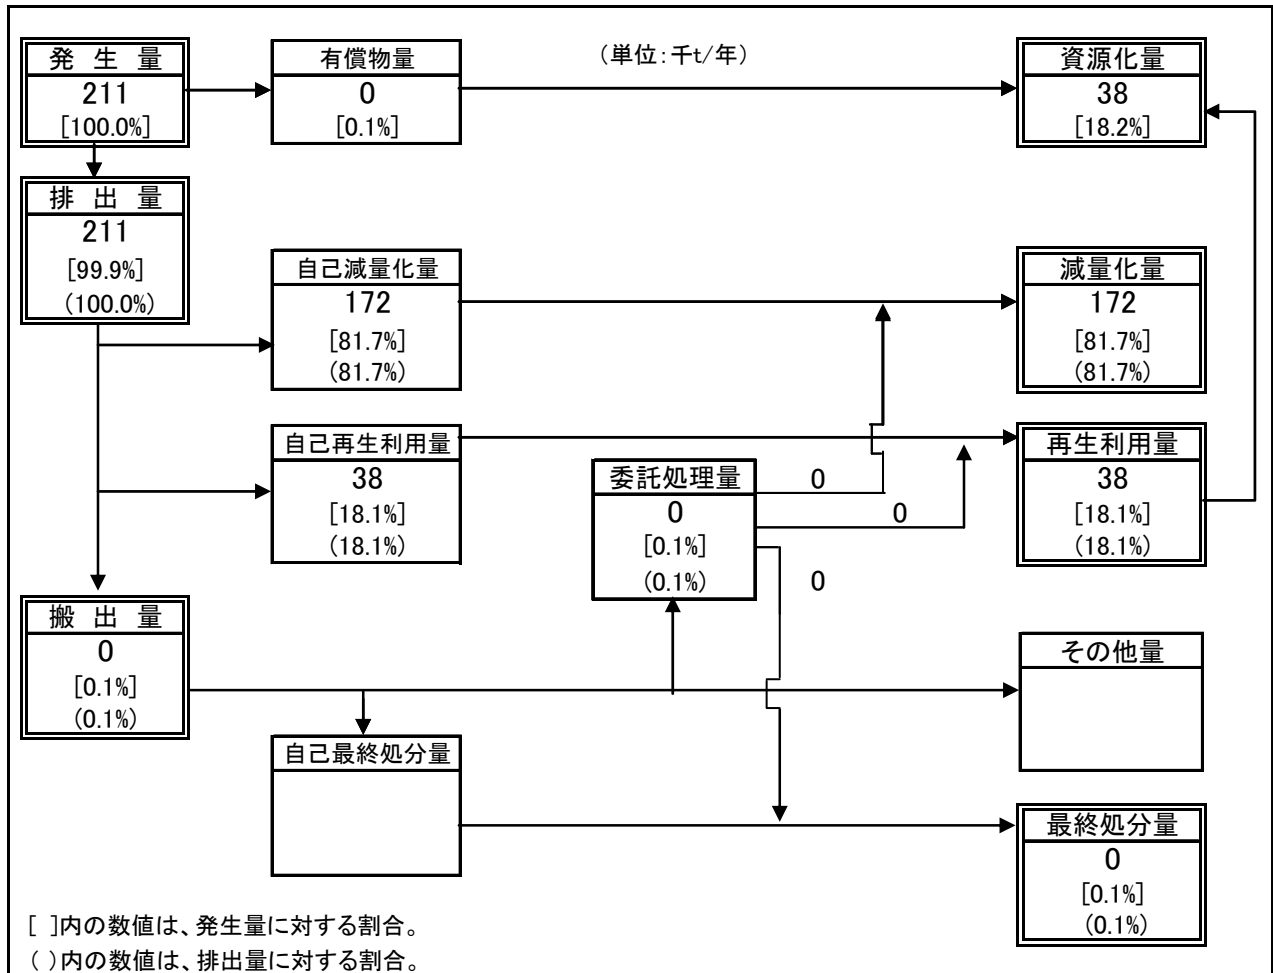 発 生 量
211
[100.0%]
有償物量
0
[0.1%]
(単位:千t/年)
資源化量
38
[18.2%]
排 出 量
211
[99.9%]
(100.0%)
自己減量化量
172
[81.7%]
(81.7%)
減量化量
172
[81.7%]
(81.7%)
自己再生利用量
38
[18.1%]
(18.1%)
委託処理量
0
[0.1%]
(0.1%)
0
0
0
再生利用量
38
[18.1%]
(18.1%)
搬 出 量
0
[0.1%]
(0.1%)
その他量
自己最終処分量
最終処分量
0
[0.1%]
(0.1%)
[ ]内の数値は、発生量に対する割合。
( )内の数値は、排出量に対する割合。